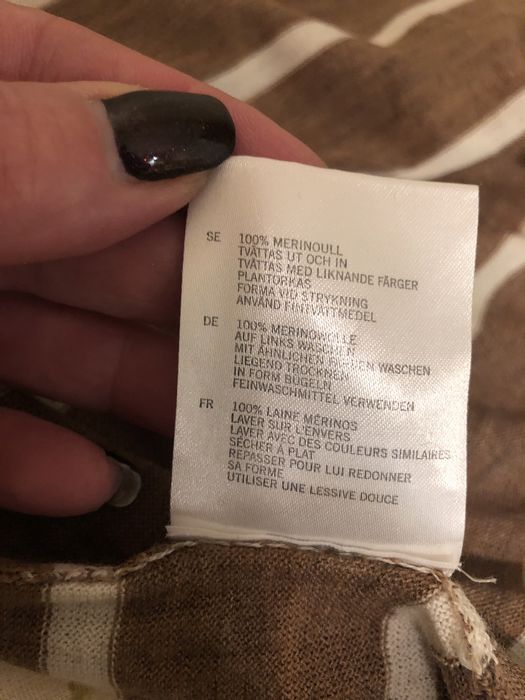 SE 100% MERINOULL
TVÄTTAS UT OCH IN
TVÄTTAS MED LIKNANDE FÄRGER
PLANTORKAS
FORMA VID STRYKNING
ANVÄND FINTVÄTTMEDEL
DE 100% MERINOWOLLE
AUF LINKS WASCHEN
MIT ÄHNLICHEN FARBEN WASCHEN
LIEGEND TROCKNEN
IN FORM BÜGELN
FEINWASCHMITTEL VERWENDEN
FR 100% LAINE MÉRINOS
LAVER SUR L'ENVERS
LAVER AVEC DES COULEURS SIMILAIRES
SÉCHER À PLAT
REPASSER POUR LUI REDONNER
SA FORME
UTILISER UNE LESSIVE DOUCE